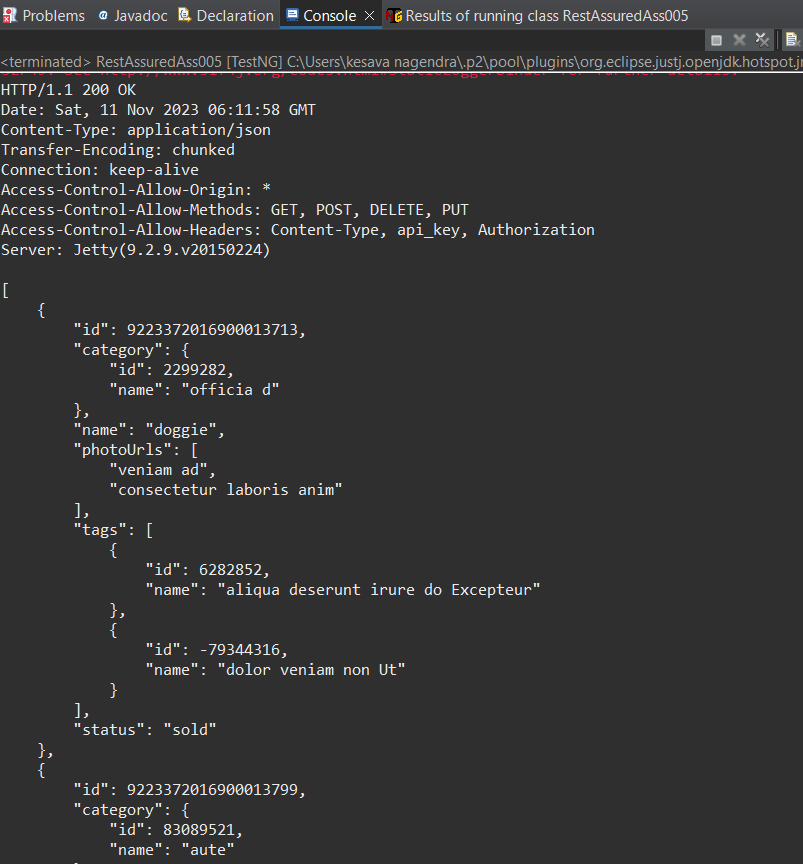 Problems Javadoc Declaration Console Results of running class RestAssuredAss005
<terminated> RestAssuredAss005 [TestNG] C:\Users\kesava nagendra\.p2\pool\plugins\org.eclipse.justj.openjdk.hotspot.jr
HTTP/1.1 200 OK
Date: Sat, 11 Nov 2023 06:11:58 GMT
Content-Type: application/json
Transfer-Encoding: chunked
Connection: keep-alive
Access-Control-Allow-Origin: *
Access-Control-Allow-Methods: GET, POST, DELETE, PUT
Access-Control-Allow-Headers: Content-Type, api_key, Authorization
Server: Jetty(9.2.9.v20150224)
[
    {
        "id": 9223372016900013713,
        "category": {
            "id": 2299282,
            "name": "officia d"
        },
        "name": "doggie",
        "photoUrls": [
            "veniam ad",
            "consectetur laboris anim"
        ],
        "tags": [
            {
                "id": 6282852,
                "name": "aliqua deserunt irure do Excepteur"
            },
            {
                "id": -79344316,
                "name": "dolor veniam non Ut"
            }
        ],
        "status": "sold"
    },
    {
        "id": 9223372016900013799,
        "category": {
            "id": 83089521,
            "name": "aute"